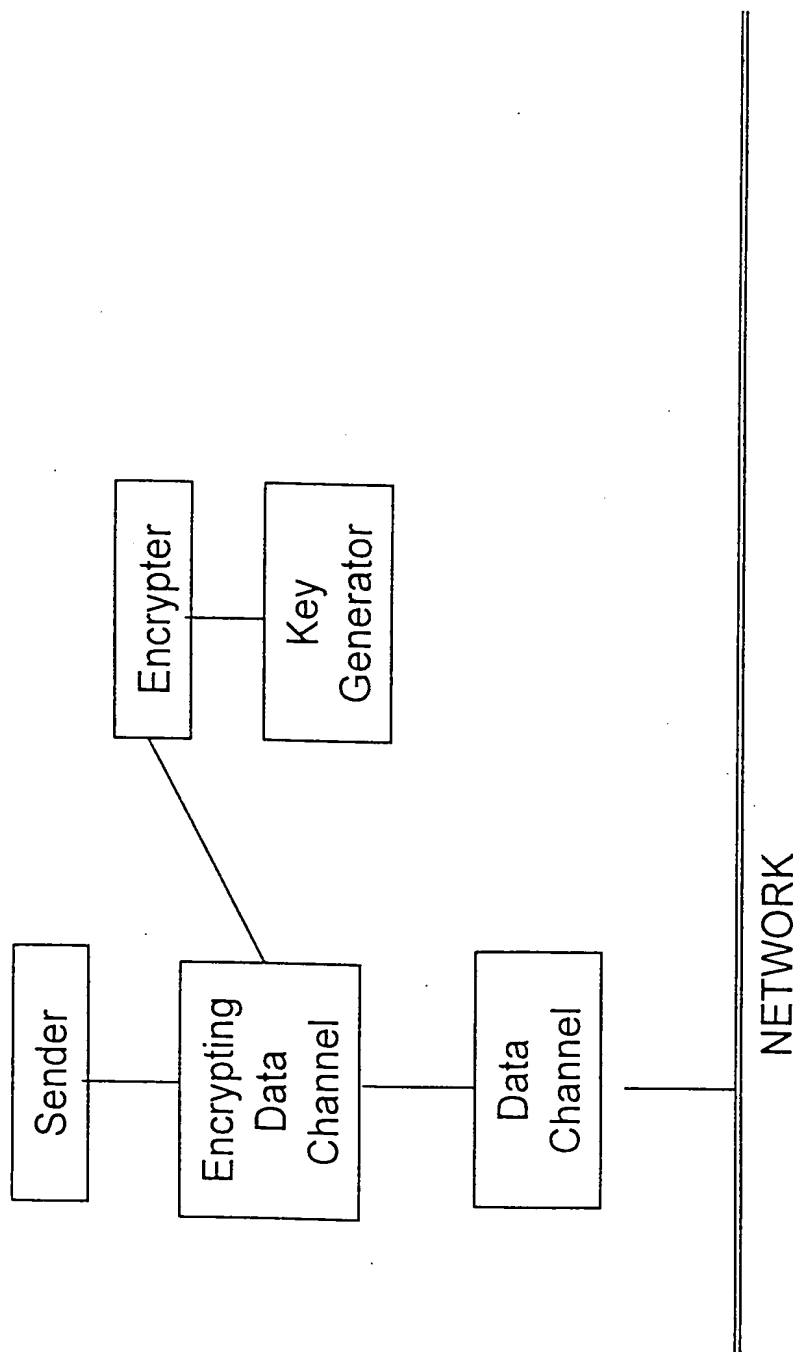 Sender
Encrypting
Data
Channel
Data
Channel
Encrypter
Key
Generator
NETWORK